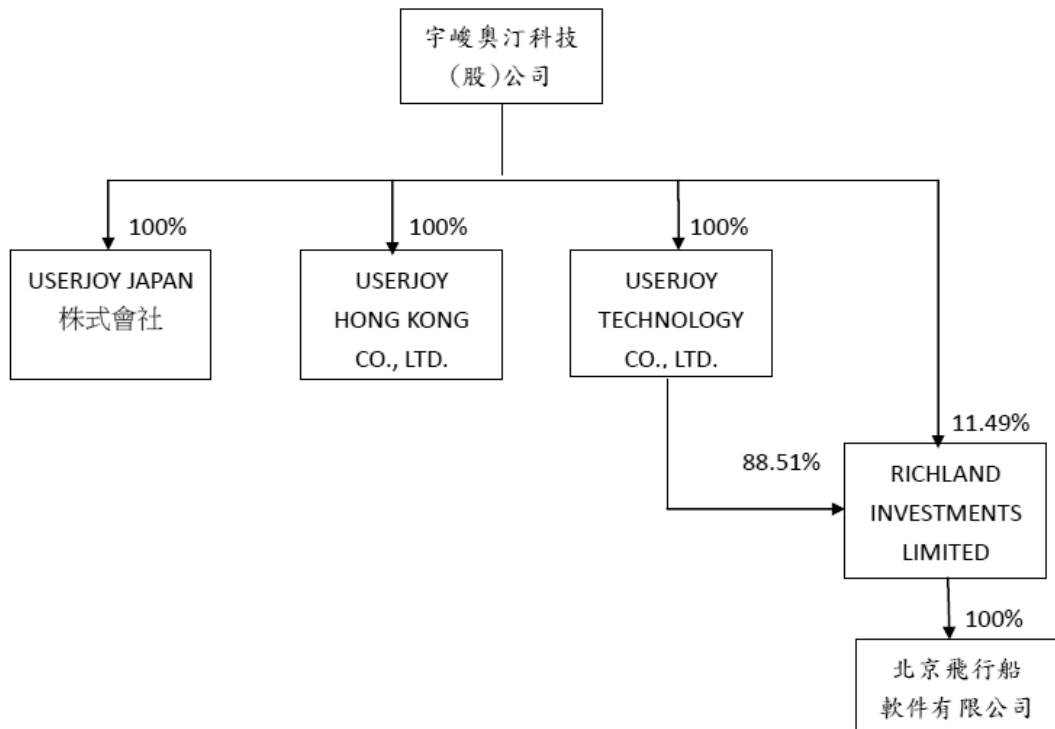 宇峻奧汀科技
(股)公司
100%
100%
100%
USERJOY JAPAN
株式會社
USERJOY
HONG KONG
CO., LTD.
USERJOY
TECHNOLOGY
CO., LTD.
11.49%
88.51%
RICHLAND
INVESTMENTS
LIMITED
100%
北京飛行船
軟件有限公司